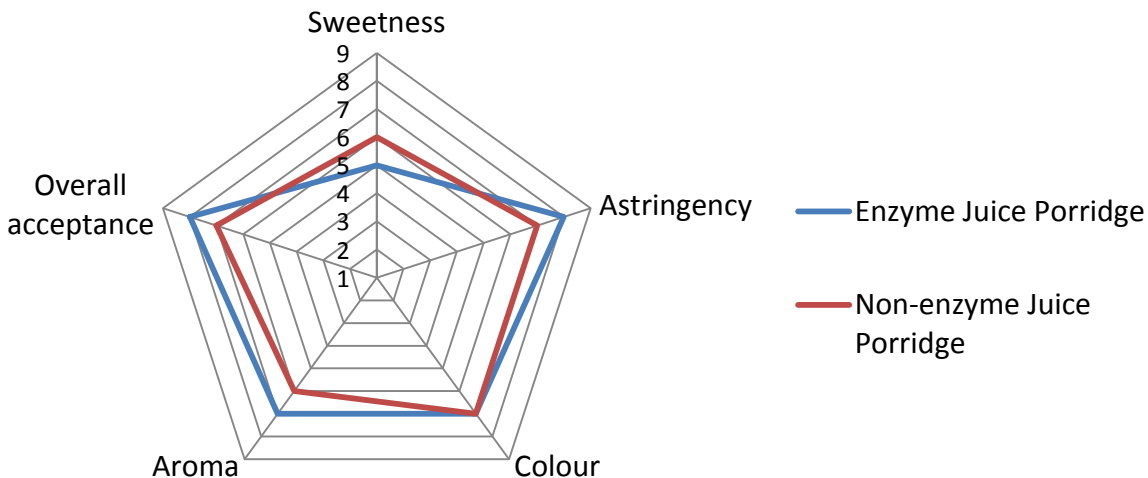 Sweetness
9
8
7
6
5
4
3
2
1
Overall
acceptance
Astringency
Aroma
Colour
Enzyme Juice Porridge
Non-enzyme Juice
Porridge